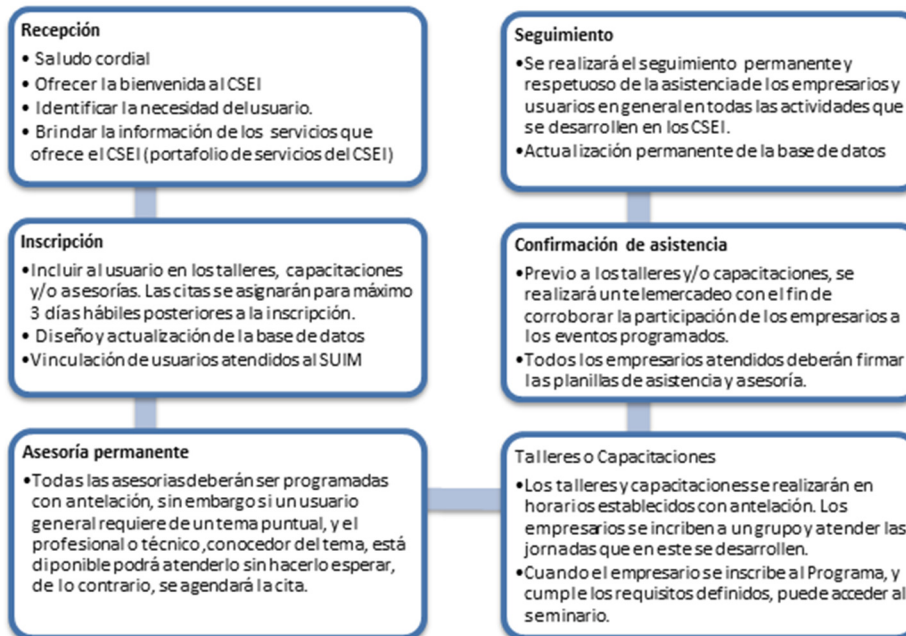 Recepción
• Saludo cordial
• Ofrecer la bienvenida al CSEI
• Identificar la necesidad del usuario.
• Brindar la información de los servicios que
ofrece el CSEI (portafolio de servicios del CSEI)
Inscripción
• Incluir al usuario en los talleres, capacitaciones
y/o asesorías. Las citas se asignarán para máximo
3 días hábiles posteriores a la inscripción.
• Diseño y actualización de la base de datos
• Vinculación de usuarios atendidos al SUIM
Asesoría permanente
• Todas las asesorias deberán ser programadas
con antelación, sin embargo si un usuario
general requiere de un tema puntual, y el
profesional o técnico ,conocedor del tema, está
diponible podrá atenderlo sin hacerlo esperar,
de lo contrario, se agendará la cita.
Talleres o Capacitaciones
• Los talleres y capacitaciones se realizarán en
horarios establecidos con antelación. Los
empresarios se incriben a un grupo y atender las
jornadas que en este se desarrollen.
• Cuando el empresario se inscribe al Programa, y
cumple los requisitos definidos, puede acceder al
seminario.
Confirmación de asistencia
• Previo a los talleres y/o capacitaciones, se
realizará un telemercadeo con el fin de
corroborar la participación de los empresarios a
los eventos programados.
• Todos los empresarios atendidos deberán firmar
las planillas de asistencia y asesoría.
Seguimiento
• Se realizará el seguimiento permanente y
respetuoso de la asistencia de los empresarios y
usuarios en general en todas las actividades que
se desarrollen en los CSEI.
• Actualización permanente de la base de datos